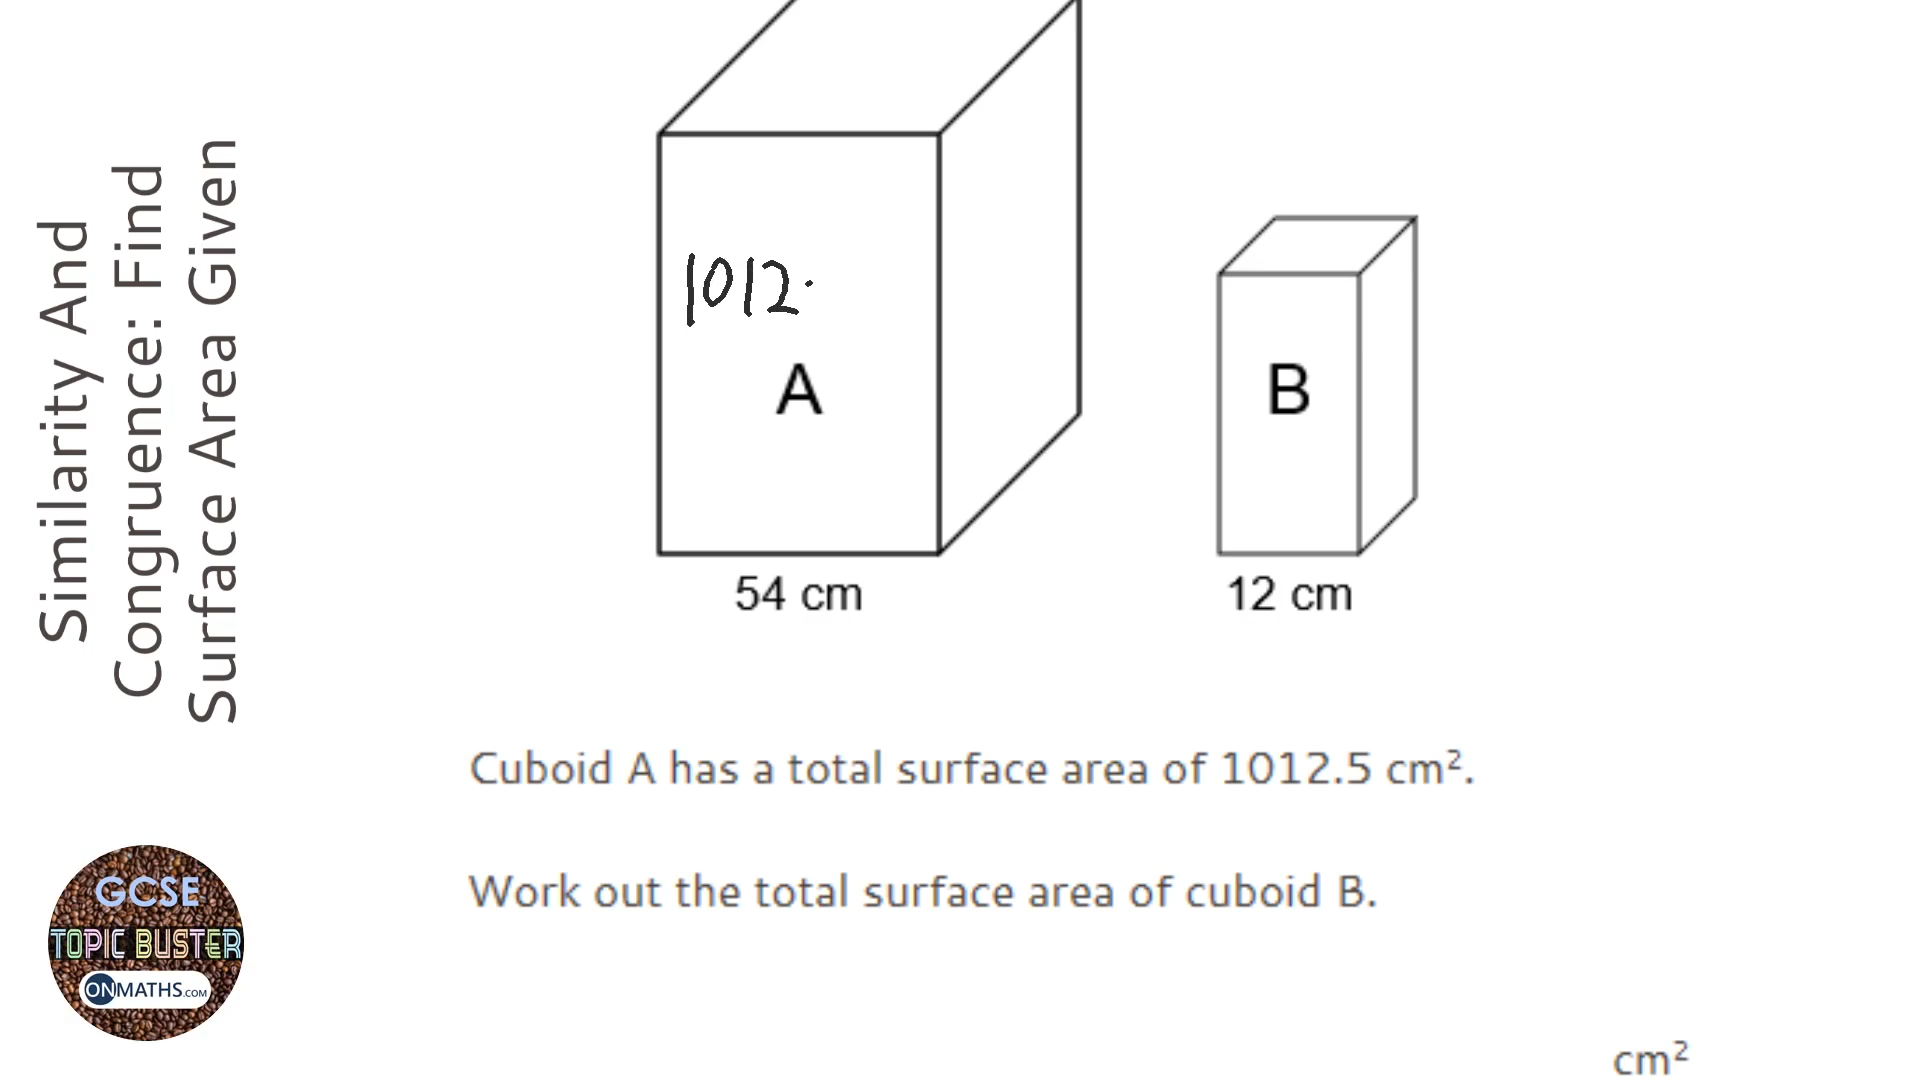 Similarity And
Congruence: Find
Surface Area Given
1012.
A
B
54 cm
12 cm
Cuboid A has a total surface area of 1012.5 cm².
Work out the total surface area of cuboid B.
cm²
GCSE
TOPIC BUSTER
ONMATHS.COM